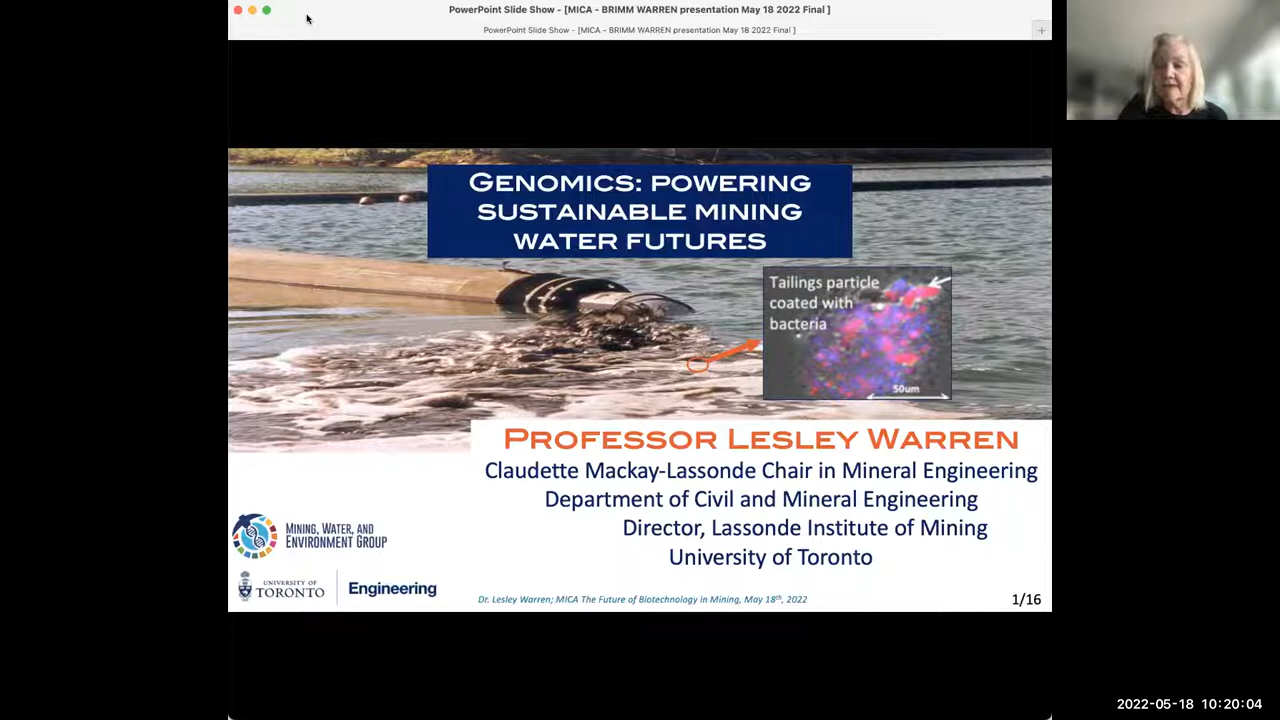 PowerPoint Slide Show - [MICA - BRIMM WARREN presentation May 18 2022 Final ]
PowerPoint Slide Show - [MICA - BRIMM WARREN presentation May 18 2022 Final ]
GENOMICS: POWERING
SUSTAINABLE MINING
WATER FUTURES
Tailings particle
coated with
bacteria
50um
PROFESSOR LESLEY WARREN
Claudette Mackay-Lassonde Chair in Mineral Engineering
Department of Civil and Mineral Engineering
Director, Lassonde Institute of Mining
University of Toronto
MINING, WATER, AND
ENVIRONMENT GROUP
UNIVERSITY OF
TORONTO
Engineering
Dr. Lesley Warren; MICA The Future of Biotechnology in Mining, May 18th, 2022
1/16
2022-05-18 10:20:04